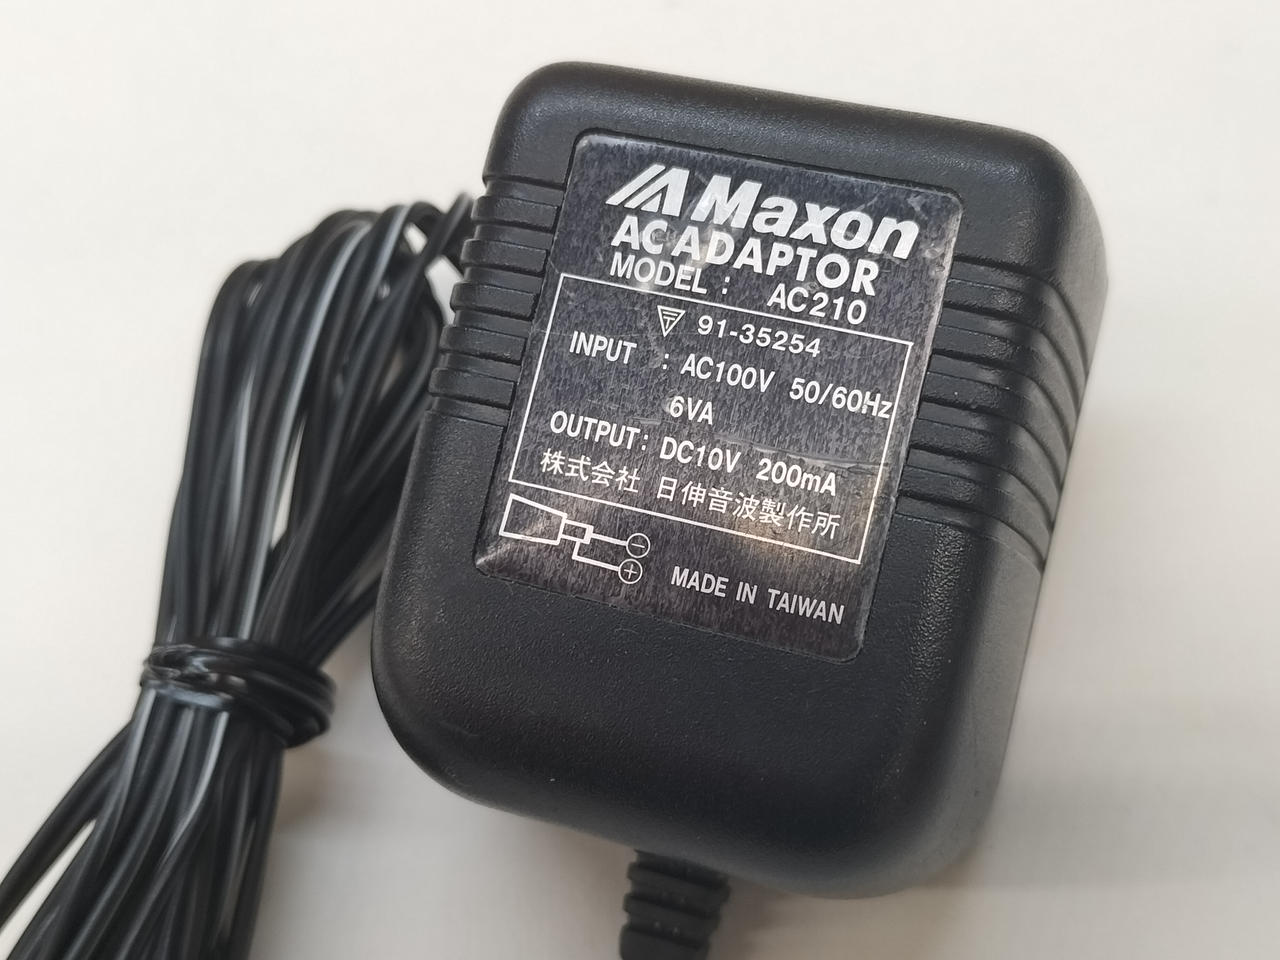 Maxon
AC ADAPTOR
MODEL : AC210
〒 91-35254
INPUT : AC100V 50/60Hz
6VA
OUTPUT: DC10V 200mA
株式会社 日伸音波製作所
− 
+
MADE IN TAIWAN